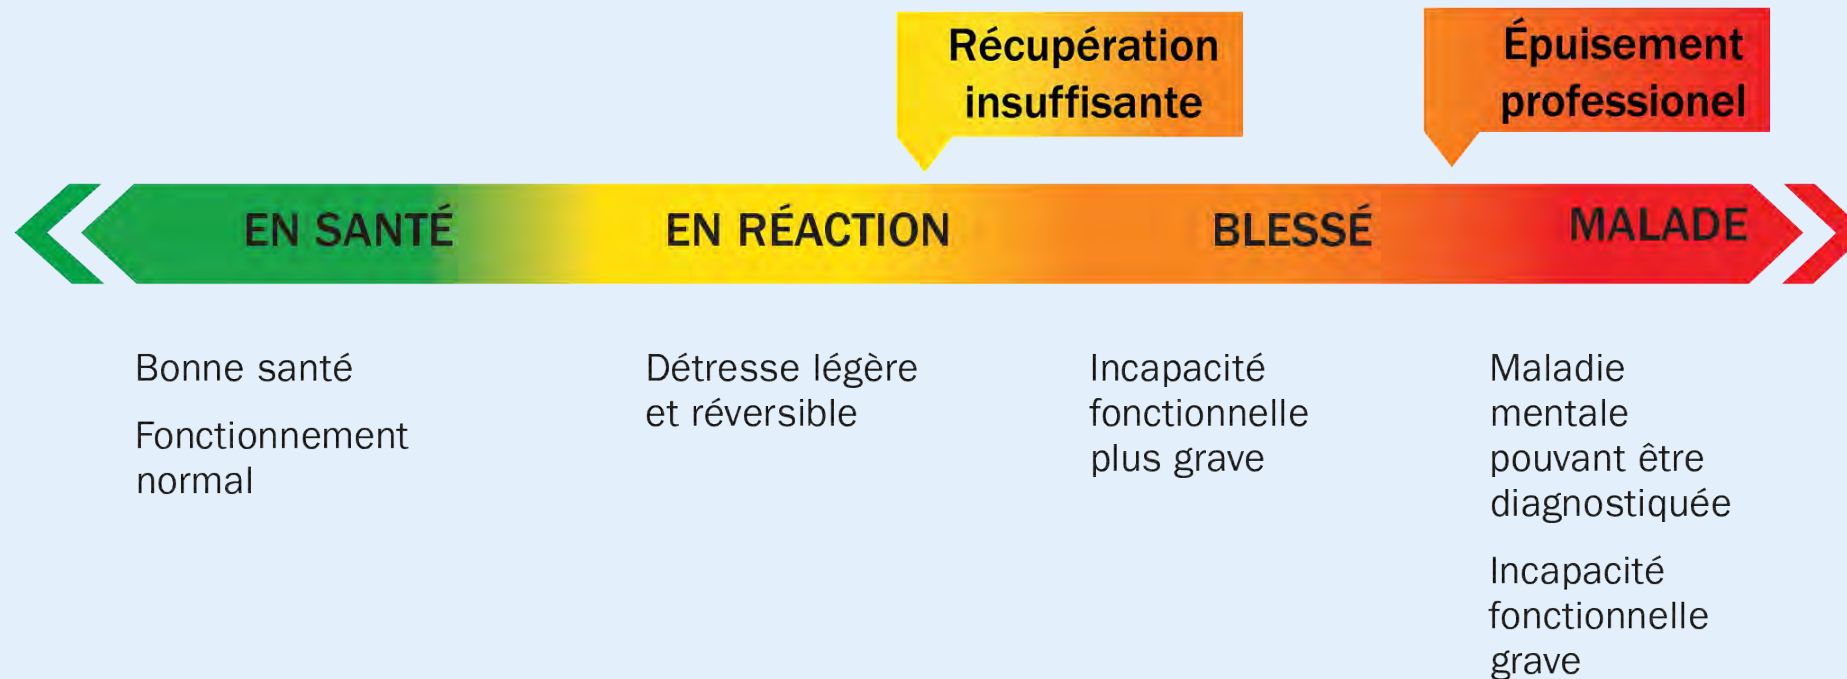 Récupération
insuffisante
Épuisement
professionel
EN SANTÉ
EN RÉACTION
BLESSÉ
MALADE
Bonne santé
Fonctionnement
normal
Détresse légère
et réversible
Incapacité
fonctionnelle
plus grave
Maladie
mentale
pouvant être
diagnostiquée
Incapacité
fonctionnelle
grave